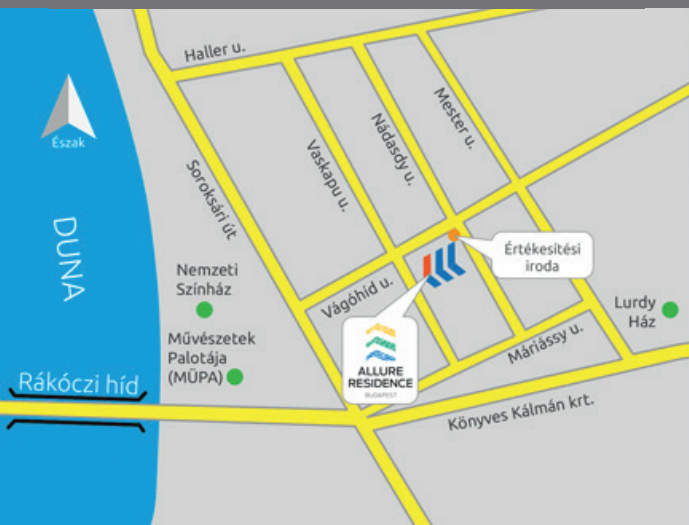 Haller u.
Észak
Mester u.
Nádasdy u.
Vaskapu u.
Soroksári út
DUNA
Értékesítési
iroda
Nemzeti
Színház
Vágóhíd u.
Lurdy
Ház
Művészetek
Palotája
(MÜPA)
Máriássy u.
ALLURE
RESIDENCE
BUDAPEST
Rákóczi híd
Könyves Kálmán krt.